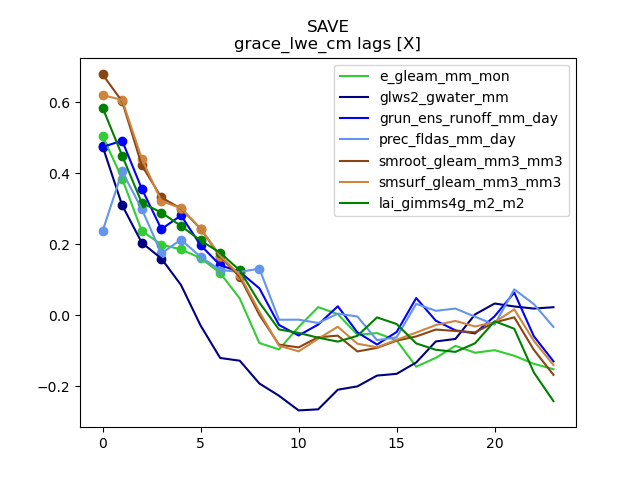 SAVE
grace_lwe_cm lags [X]
e_gleam_mm_mon
glws2_gwater_mm
grun_ens_runoff_mm_day
prec_fldas_mm_day
smroot_gleam_mm3_mm3
smsurf_gleam_mm3_mm3
lai_gimms4g_m2_m2
0.6
0.4
0.2
0.0
−0.2
0 5 10 15 20